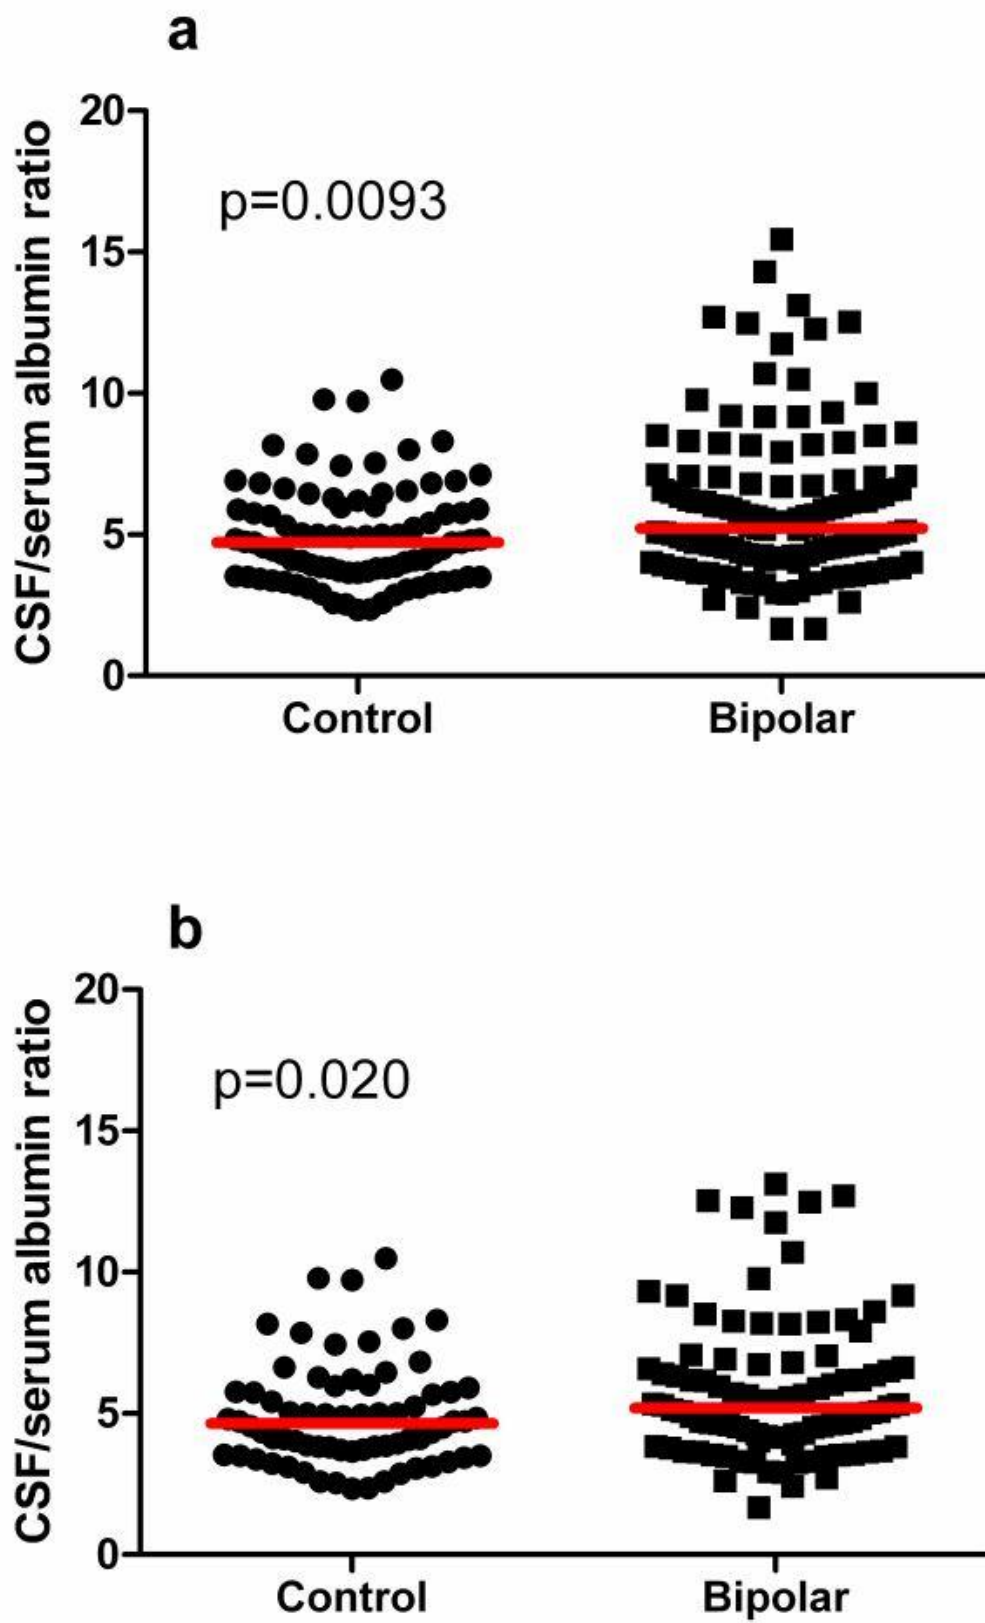 a
CSF/serum albumin ratio
20
15
10
5
0
p=0.0093
Control
Bipolar
b
CSF/serum albumin ratio
20
15
10
5
0
p=0.020
Control
Bipolar